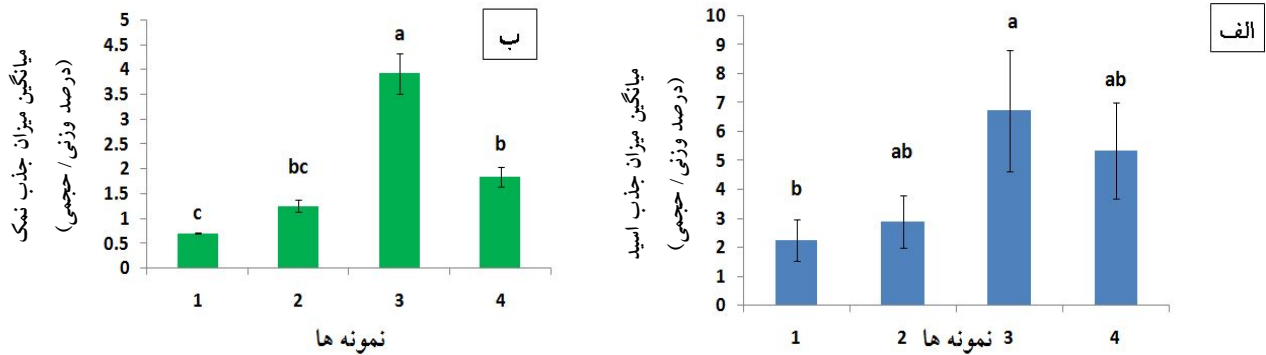 الف
میانگین میزان جذب اسید
(درصد وزنی/ حجمی)
10
9
8
7
6
5
4
3
2
1
0
b
ab
a
ab
1
2
3
4
نمونه ها
ب
میانگین میزان جذب نمک
(درصد وزنی/ حجمی)
5
4.5
4
3.5
3
2.5
2
1.5
1
0.5
0
c
bc
a
b
1
2
3
4
نمونه ها